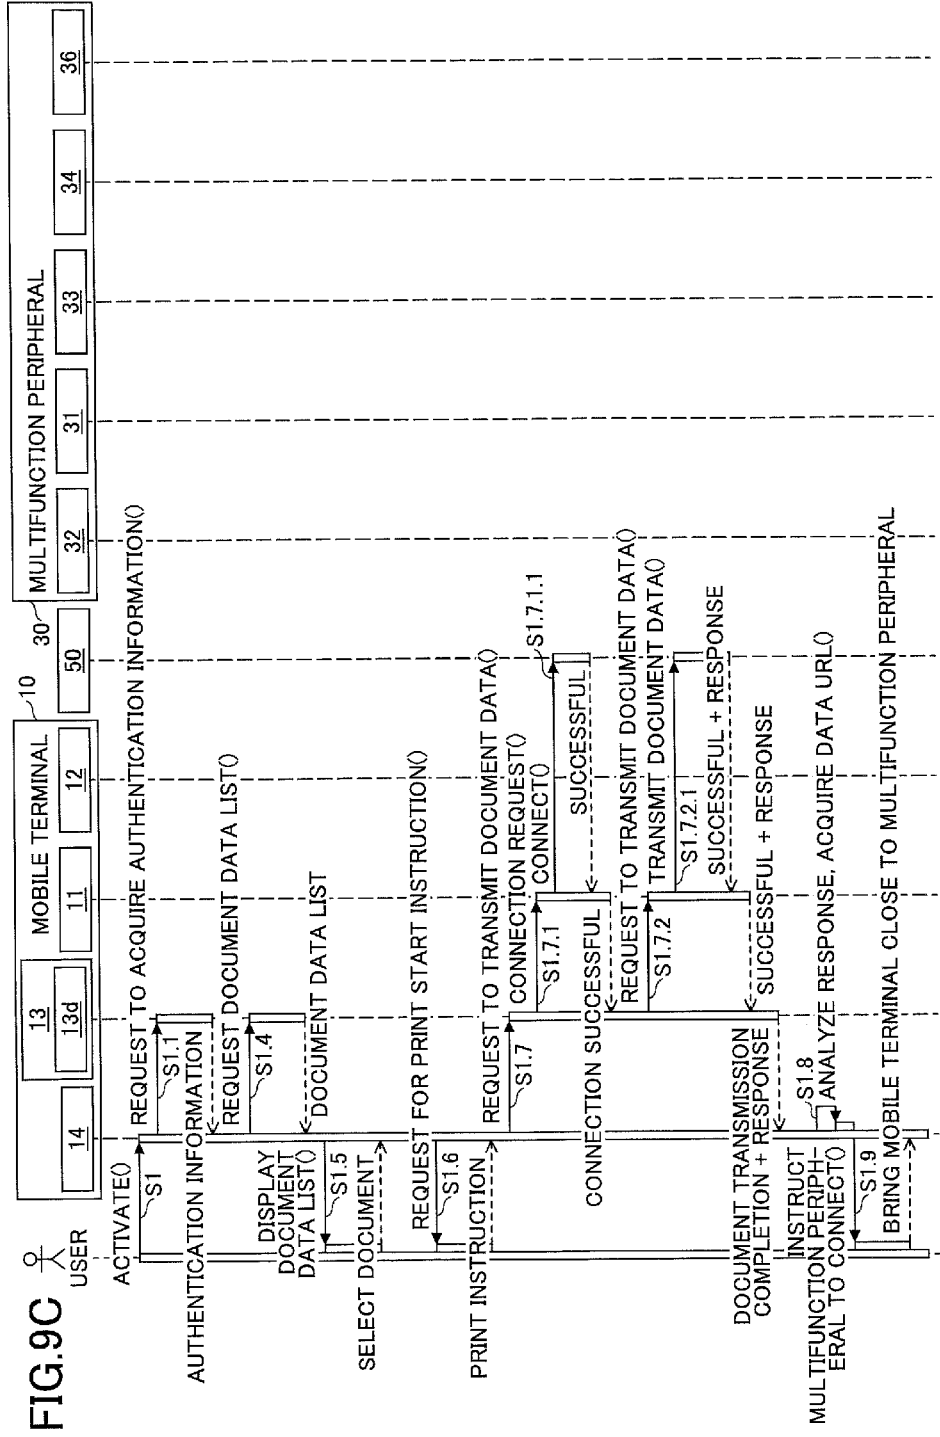 FIG.9C
USER
MOBILE TERMINAL
10
14
13
13d
11
12
50
30
MULTIFUNCTION PERIPHERAL
32
31
33
34
36
ACTIVATE()
S1
REQUEST TO ACQUIRE AUTHENTICATION INFORMATION()
S1.1
AUTHENTICATION INFORMATION
REQUEST DOCUMENT DATA LIST()
S1.4
DOCUMENT DATA LIST
DISPLAY
DOCUMENT
DATA LIST()
S1.5
SELECT DOCUMENT
REQUEST FOR PRINT START INSTRUCTION()
S1.6
PRINT INSTRUCTION
REQUEST TO TRANSMIT DOCUMENT DATA()
S1.7
CONNECTION REQUEST()
S1.7.1
CONNECT()
S1.7.1.1
SUCCESSFUL
CONNECTION SUCCESSFUL
REQUEST TO TRANSMIT DOCUMENT DATA()
S1.7.2
TRANSMIT DOCUMENT DATA()
S1.7.2.1
SUCCESSFUL + RESPONSE
SUCCESSFUL + RESPONSE
DOCUMENT TRANSMISSION
COMPLETION + RESPONSE
S1.8
ANALYZE RESPONSE, ACQUIRE DATA URL()
INSTRUCT
MULTIFUNCTION PERIPH-
ERAL TO CONNECT()
S1.9
BRING MOBILE TERMINAL CLOSE TO MULTIFUNCTION PERIPHERAL